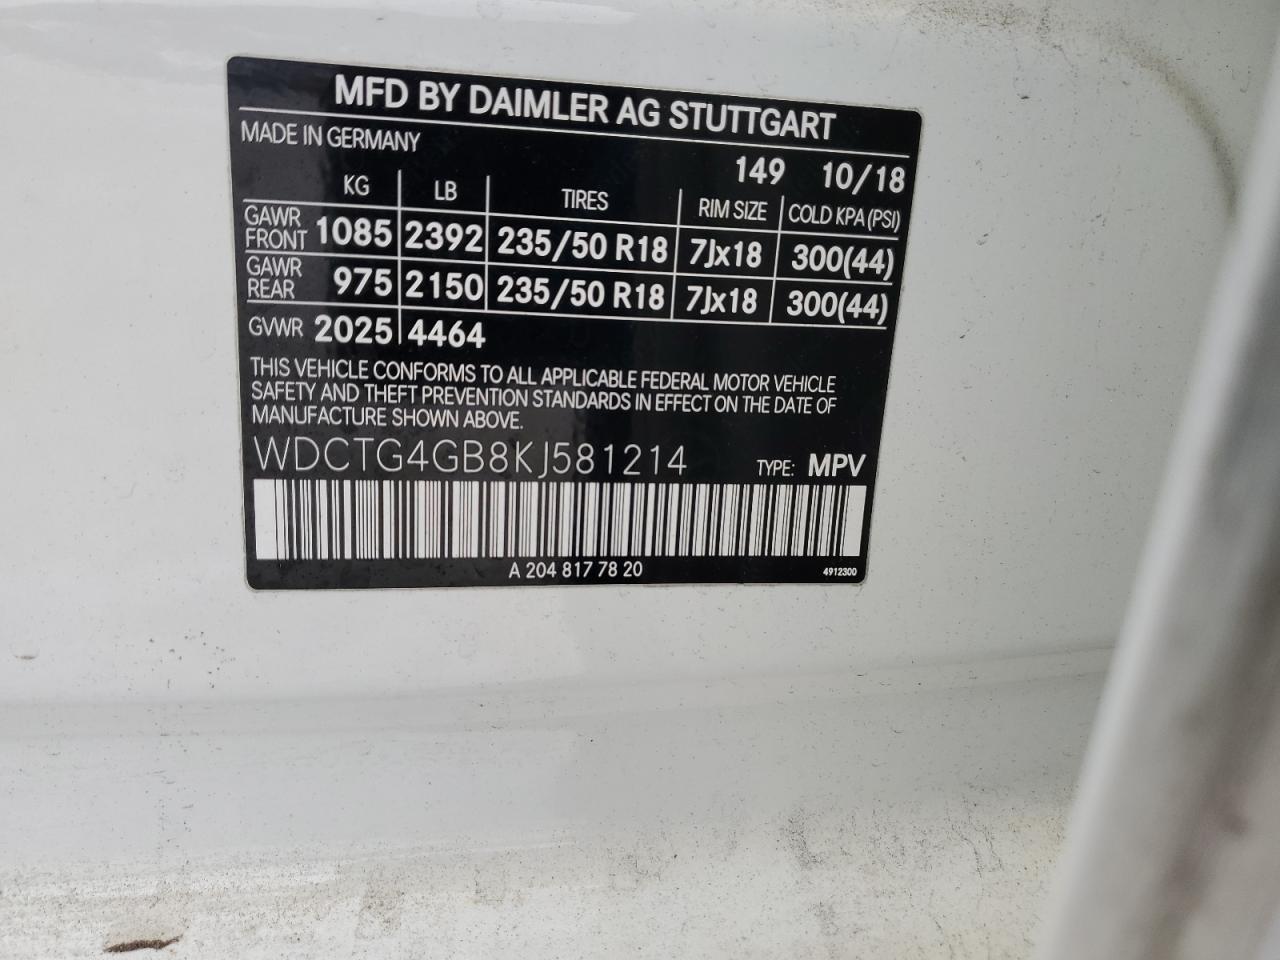 MFD BY DAIMLER AG STUTTGART
MADE IN GERMANY
149 10/18
KG LB TIRES RIM SIZE COLD KPA (PSI)
GAWR FRONT 1085 2392 235/50 R18 7Jx18 300(44)
GAWR REAR 975 2150 235/50 R18 7Jx18 300(44)
GVWR 2025 4464
THIS VEHICLE CONFORMS TO ALL APPLICABLE FEDERAL MOTOR VEHICLE
SAFETY AND THEFT PREVENTION STANDARDS IN EFFECT ON THE DATE OF
MANUFACTURE SHOWN ABOVE.
WDCTG4GB8KJ581214 TYPE: MPV
A 204 817 78 20 4912300